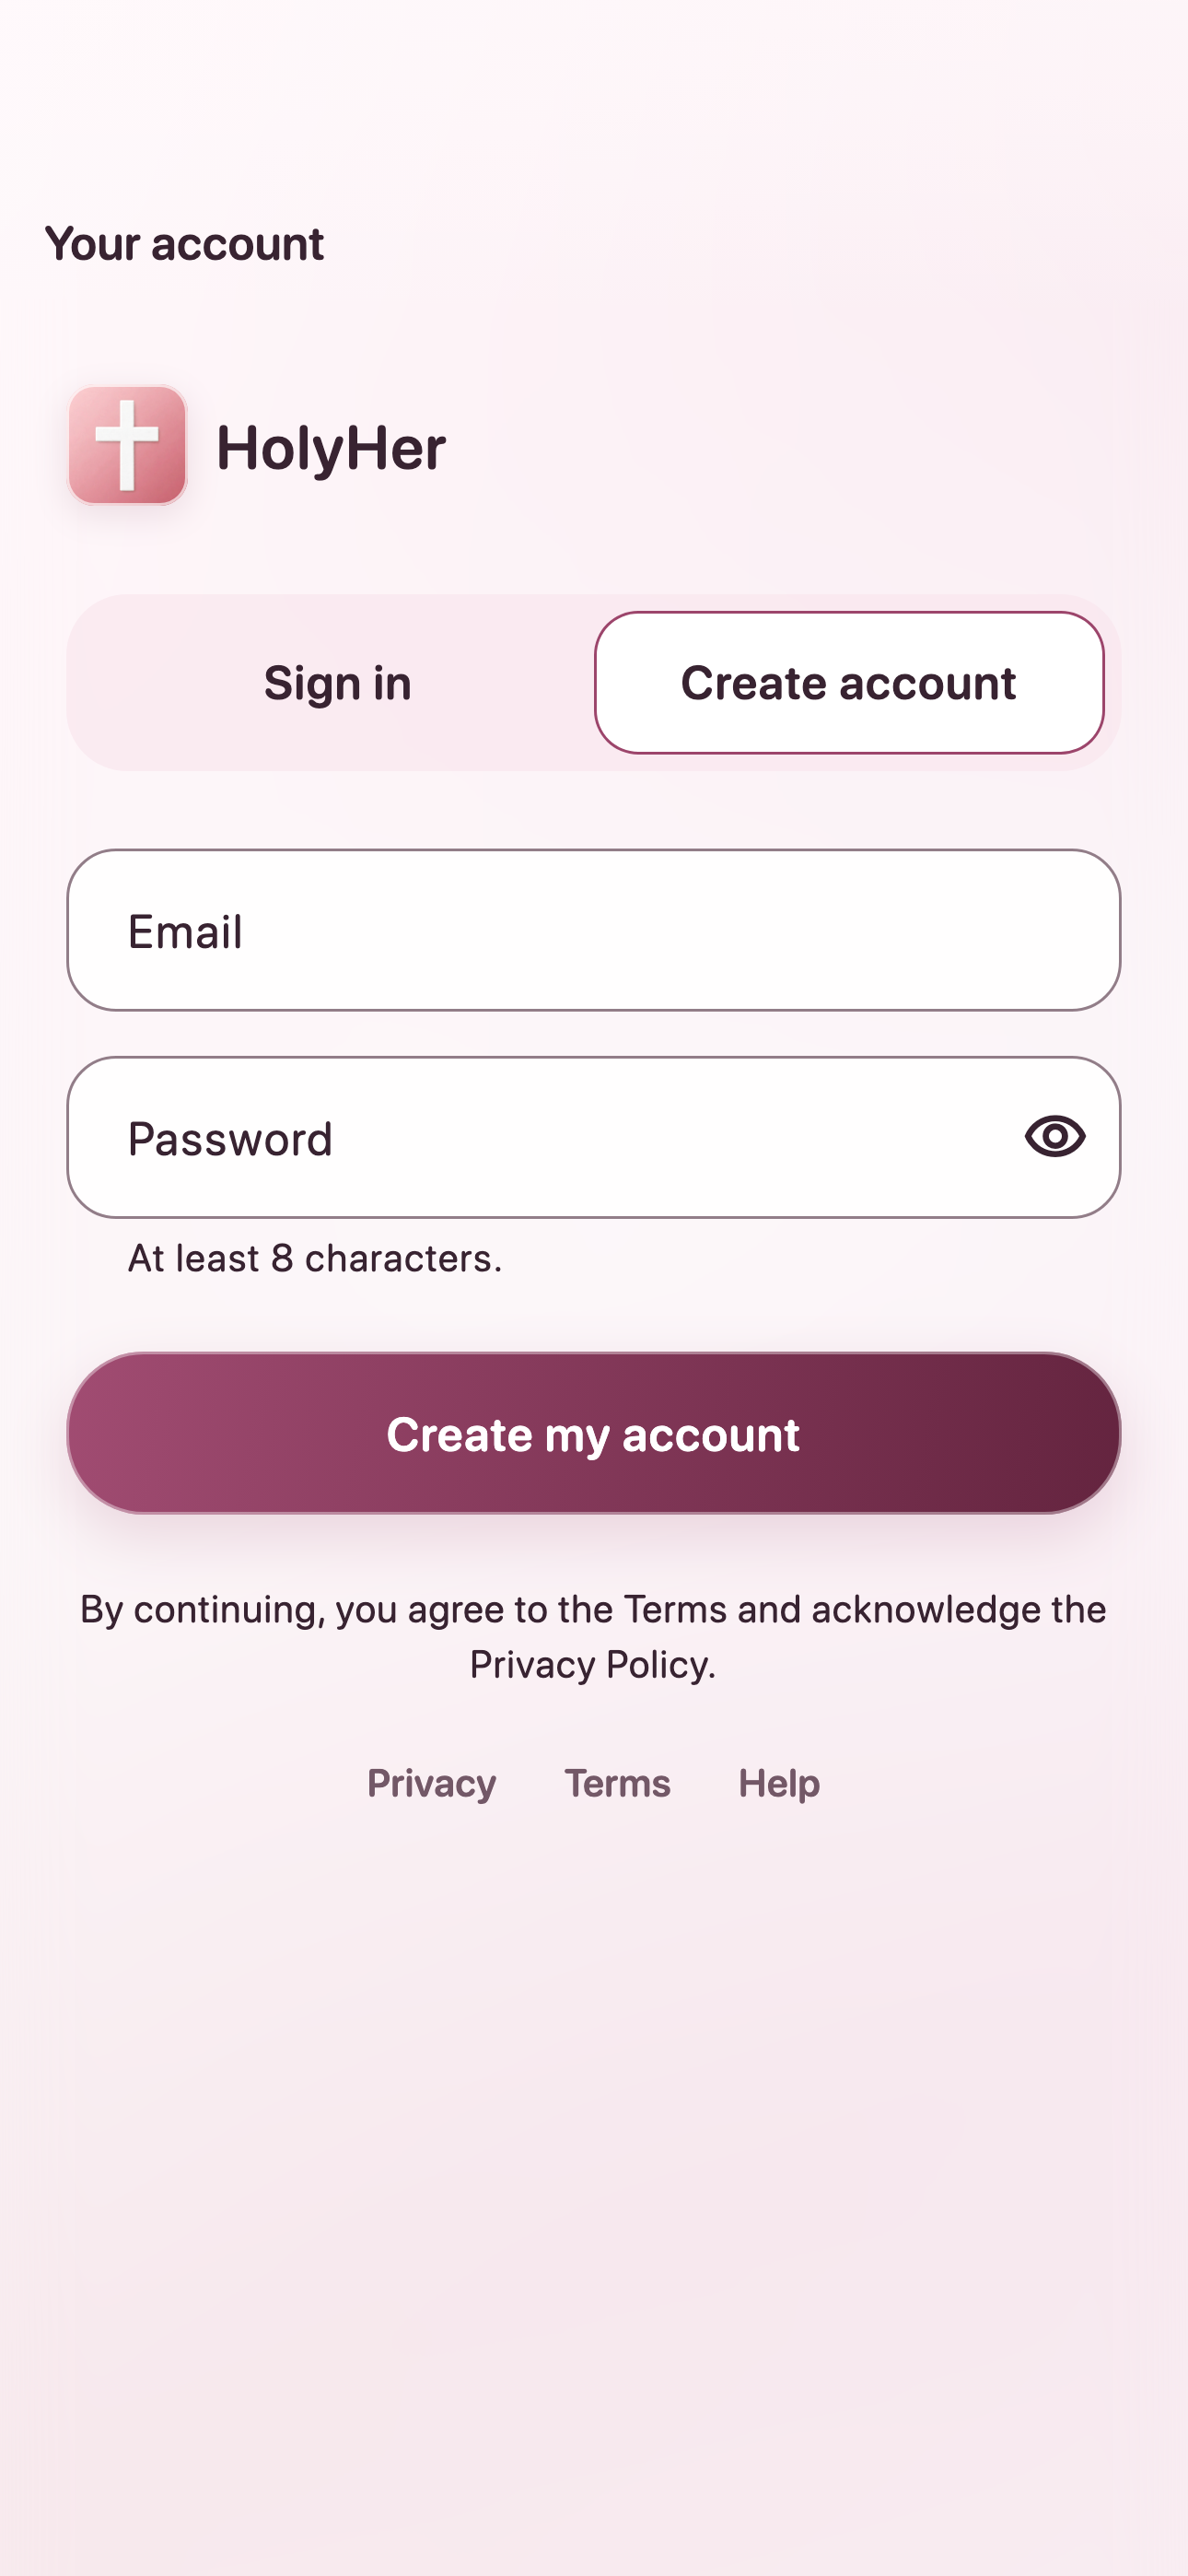 Your account
HolyHer
Sign in
Create account
Email
Password
At least 8 characters.
Create my account
By continuing, you agree to the Terms and acknowledge the
Privacy Policy.
Privacy
Terms
Help